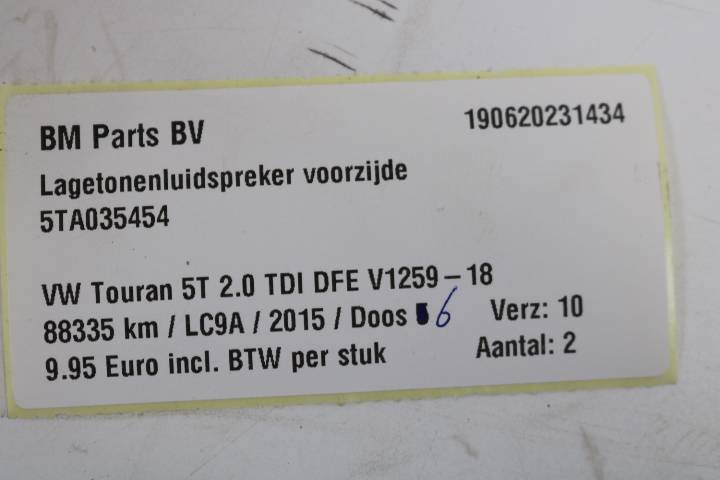 BM Parts BV 190620231434
Lagetonenluidspreker voorzijde
5TA035454
VW Touran 5T 2.0 TDI DFE V1259-18
88335 km / LC9A / 2015 / Doos 6 Verz: 10
9.95 Euro incl. BTW per stuk Aantal: 2